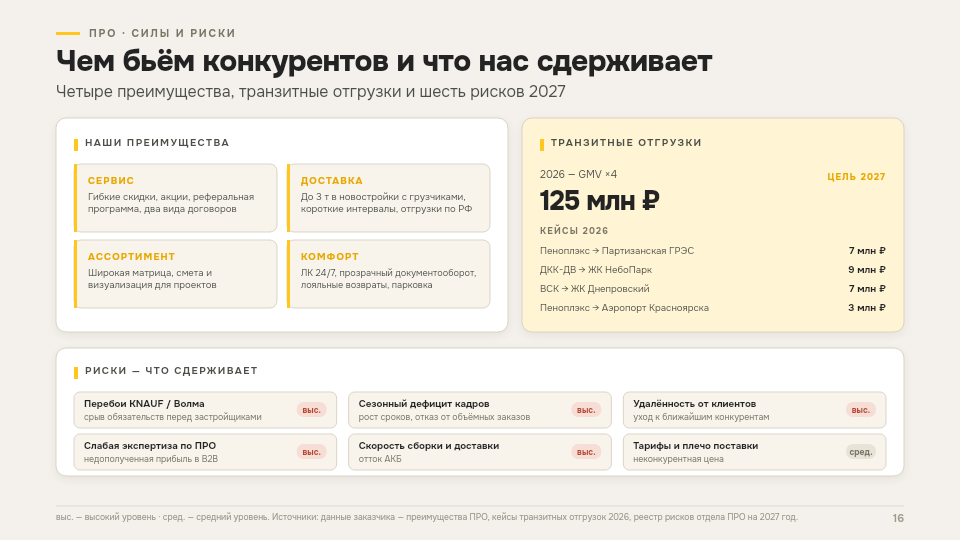 ПРО · СИЛЫ И РИСКИ
Чем бьём конкурентов и что нас сдерживает
Четыре преимущества, транзитные отгрузки и шесть рисков 2027
НАШИ ПРЕИМУЩЕСТВА
СЕРВИС
Гибкие скидки, акции, реферальная
программа, два вида договоров
ДОСТАВКА
До 3 т в новостройки с грузчиками,
короткие интервалы, отгрузки по РФ
АССОРТИМЕНТ
Широкая матрица, смета и
визуализация для проектов
КОМФОРТ
ЛК 24/7, прозрачный документооборот,
лояльные возвраты, парковка
ТРАНЗИТНЫЕ ОТГРУЗКИ
2026 — GMV ×4
ЦЕЛЬ 2027
125 млн ₽
КЕЙСЫ 2026
Пеноплэкс → Партизанская ГРЭС 7 млн ₽
ДКК-ДВ → ЖК НебоПарк 9 млн ₽
ВСК → ЖК Днепровский 7 млн ₽
Пеноплэкс → Аэропорт Красноярска 3 млн ₽
РИСКИ — ЧТО СДЕРЖИВАЕТ
Перебои KNAUF / Волма
срыв обязательств перед застройщиками
выс.
Сезонный дефицит кадров
рост сроков, отказ от объёмных заказов
выс.
Удалённость от клиентов
уход к ближайшим конкурентам
выс.
Слабая экспертиза по ПРО
недополученная прибыль в B2B
выс.
Скорость сборки и доставки
отток АКБ
выс.
Тарифы и плечо поставки
неконкурентная цена
сред.
выс. — высокий уровень · сред. — средний уровень. Источники: данные заказчика — преимущества ПРО, кейсы транзитных отгрузок 2026, реестр рисков отдела ПРО на 2027 год.
16